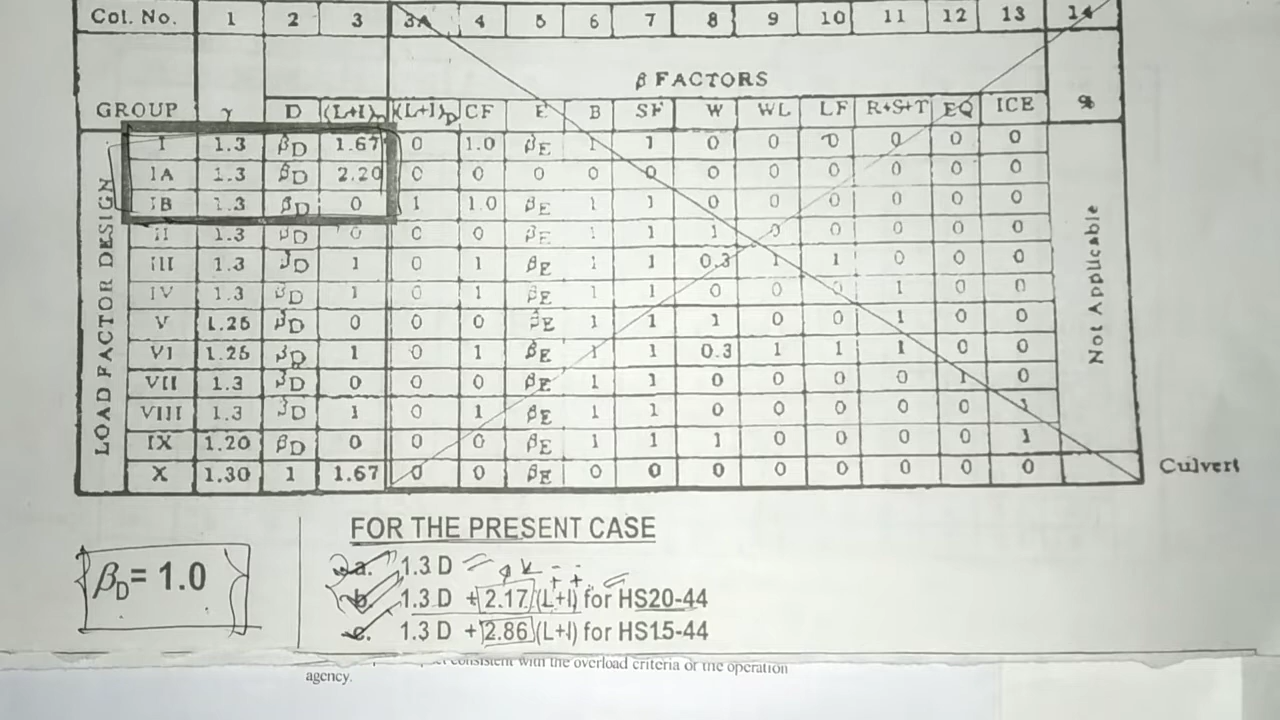 Col. No. 1 2 3 3A 4 5 6 7 8 9 10 11 12 13 14
β FACTORS
GROUP γ D (L+I)D (L+I)D CF E B SF W WL LF R+S+T EQ ICE %
LOAD FACTOR DESIGN
I 1.3 βD 1.67 0 1.0 βE 1 1 0 0 0 0 0 0
IA 1.3 βD 2.20 0 0 0 0 0 0 0 0 0 0 0
IB 1.3 βD 0 1 1.0 βE 1 1 0 0 0 0 0 0
II 1.3 βD 0 0 0 βE 1 1 1 0 0 0 0 0
III 1.3 βD 1 0 1 βE 1 1 0.3 1 1 0 0 0
IV 1.3 βD 1 0 1 βE 1 1 0 0 0 1 0 0
V 1.25 βD 0 0 0 βE 1 1 1 0 0 1 0 0
VI 1.25 βD 1 0 1 βE 1 1 0.3 1 1 1 0 0
VII 1.3 βD 0 0 0 βE 1 1 0 0 0 0 1 0
VIII 1.3 βD 1 0 1 βE 1 1 0 0 0 0 0 1
IX 1.20 βD 0 0 0 βE 1 1 1 0 0 0 0 1
X 1.30 1 1.67 0 0 βE 0 0 0 0 0 0 0 0
Not Applicable
Culvert
βD = 1.0
FOR THE PRESENT CASE
a. 1.3 D
b. 1.3 D + 2.17 (L+I) for HS20-44
c. 1.3 D + 2.86 (L+I) for HS15-44
consistent with the overload criteria of the operation
agency.